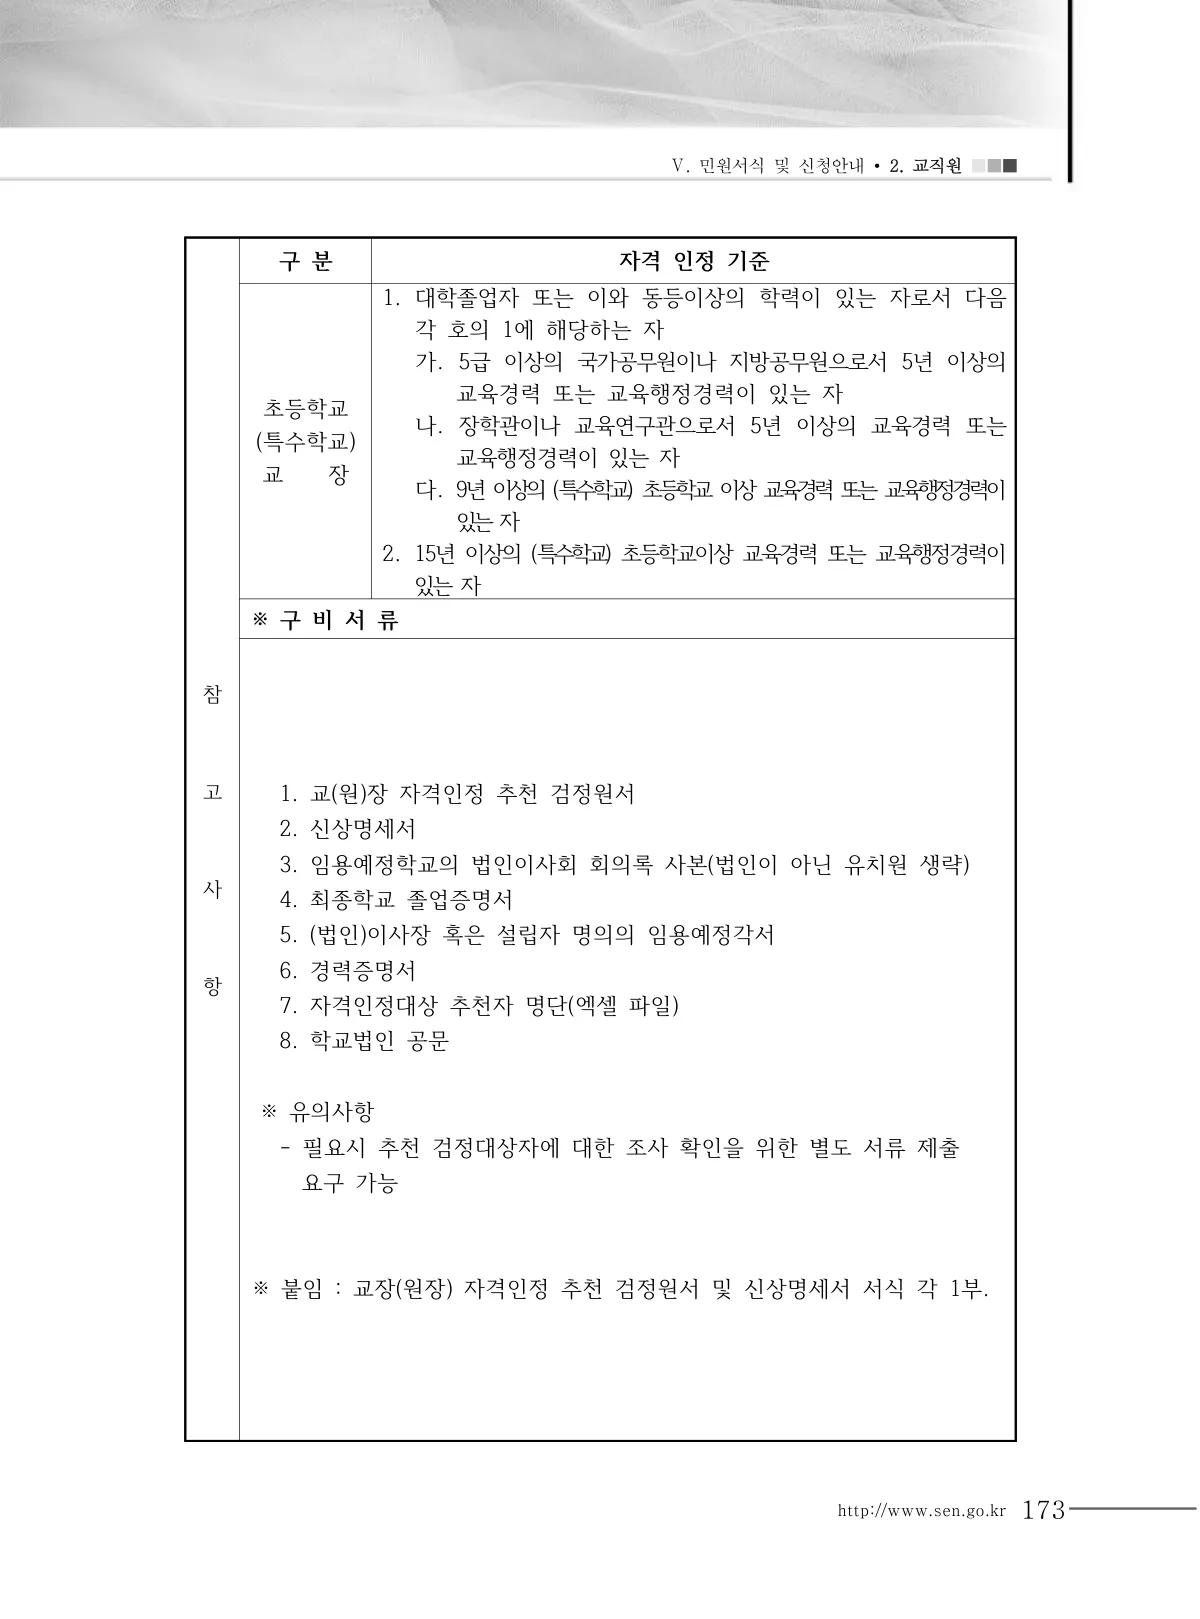 Ⅴ. 민원서식 및 신청안내 • 2. 교직원
구 분
자격 인정 기준
초등학교
(특수학교)
교 장
1. 대학졸업자 또는 이와 동등이상의 학력이 있는 자로서 다음
각 호의 1에 해당하는 자
가. 5급 이상의 국가공무원이나 지방공무원으로서 5년 이상의
교육경력 또는 교육행정경력이 있는 자
나. 장학관이나 교육연구관으로서 5년 이상의 교육경력 또는
교육행정경력이 있는 자
다. 9년 이상의 (특수학교) 초등학교 이상 교육경력 또는 교육행정경력이
있는 자
2. 15년 이상의 (특수학교) 초등학교이상 교육경력 또는 교육행정경력이
있는 자
※ 구 비 서 류
참
고
사
항
1. 교(원)장 자격인정 추천 검정원서
2. 신상명세서
3. 임용예정학교의 법인이사회 회의록 사본(법인이 아닌 유치원 생략)
4. 최종학교 졸업증명서
5. (법인)이사장 혹은 설립자 명의의 임용예정각서
6. 경력증명서
7. 자격인정대상 추천자 명단(엑셀 파일)
8. 학교법인 공문
※ 유의사항
- 필요시 추천 검정대상자에 대한 조사 확인을 위한 별도 서류 제출
요구 가능
※ 붙임 : 교장(원장) 자격인정 추천 검정원서 및 신상명세서 서식 각 1부.
http://www.sen.go.kr 173